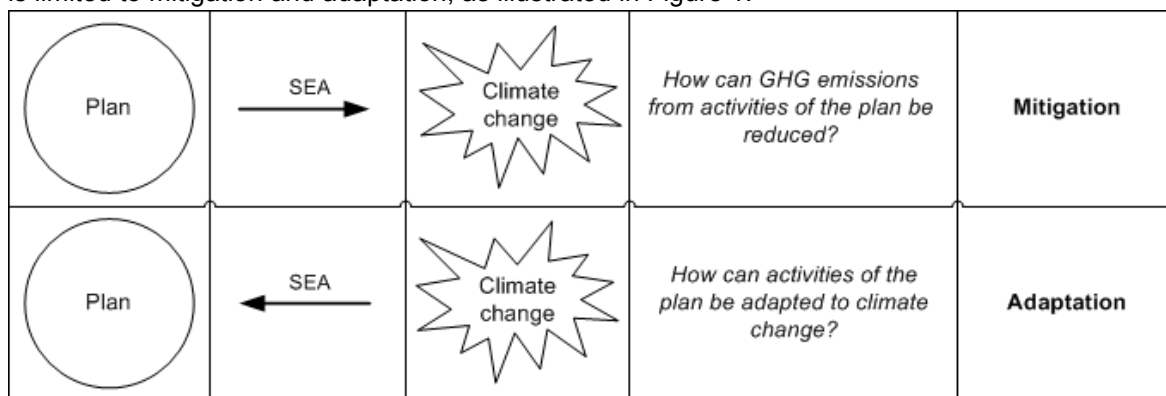 is limited to mitigation and adaptation, as illustrated in Figure
Plan
SEA
Climate
change
How can GHG emissions
from activities of the plan be
reduced?
Mitigation
Plan
SEA
Climate
change
How can activities of the
plan be adapted to climate
change?
Adaptation